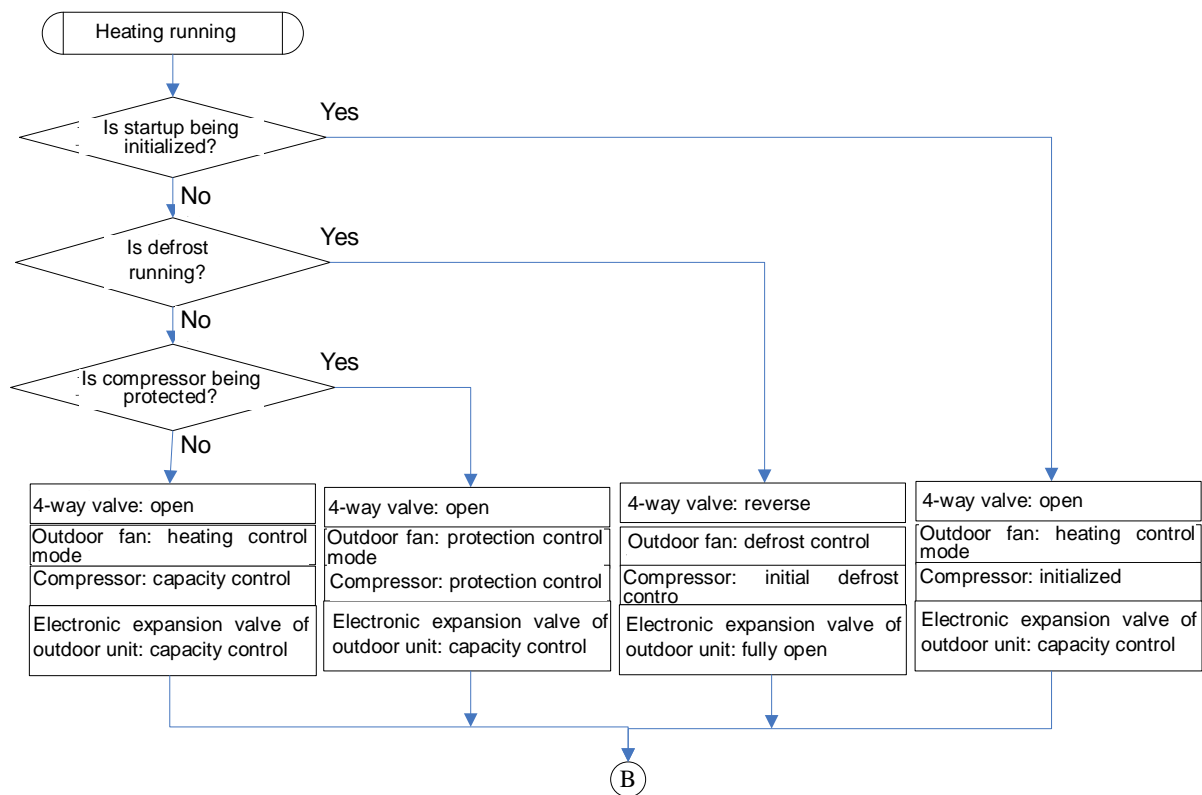 Heating running
Yes
Is startup being
initialized?
No
Yes
Is defrost
running?
No
Yes
Is compressor being
protected?
No
4-way valve: open
Outdoor fan: heating control
mode
Compressor: capacity control
Electronic expansion valve of
outdoor unit: capacity control
4-way valve: open
Outdoor fan: protection control
mode
Compressor: protection control
Electronic expansion valve of
outdoor unit: capacity control
4-way valve: reverse
Outdoor fan: defrost control
Compressor: initial defrost
contro
Electronic expansion valve of
outdoor unit: fully open
4-way valve: open
Outdoor fan: heating control
mode
Compressor: initialized
Electronic expansion valve of
outdoor unit: capacity control
B